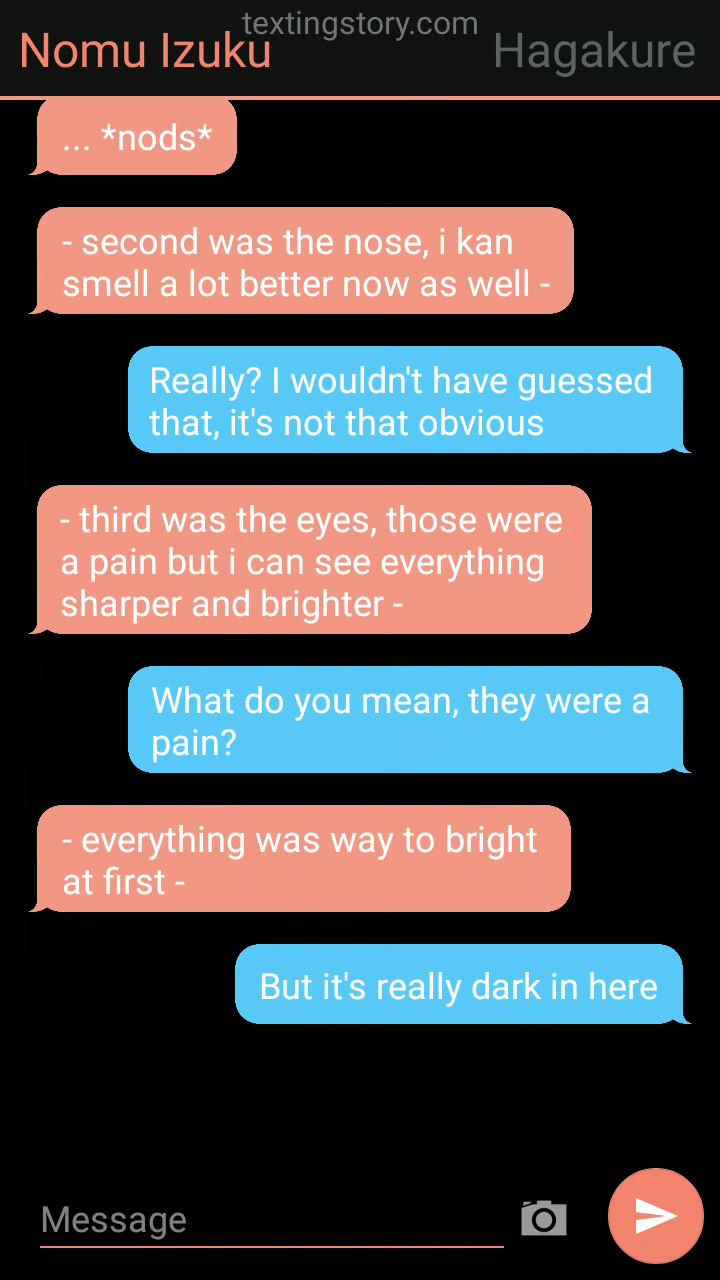 textingstory.com
Nomu Izuku Hagakure
... *nods*
- second was the nose, i kan
smell a lot better now as well -
Really? I wouldn't have guessed
that, it's not that obvious
- third was the eyes, those were
a pain but i can see everything
sharper and brighter -
What do you mean, they were a
pain?
- everything was way to bright
at first -
But it's really dark in here
Message